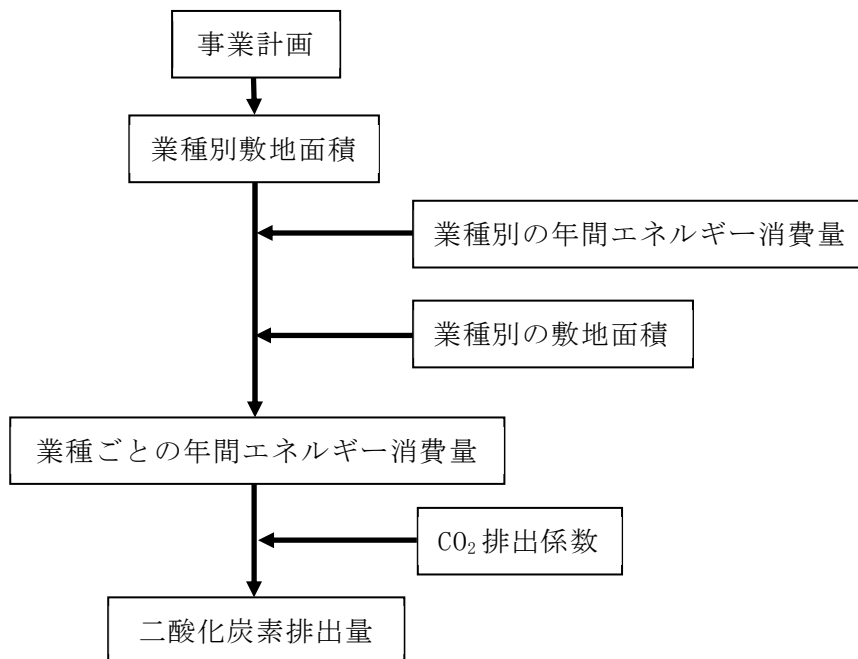 事業計画
業種別敷地面積
業種別の年間エネルギー消費量
業種別の敷地面積
業種ごとの年間エネルギー消費量
CO₂排出係数
二酸化炭素排出量